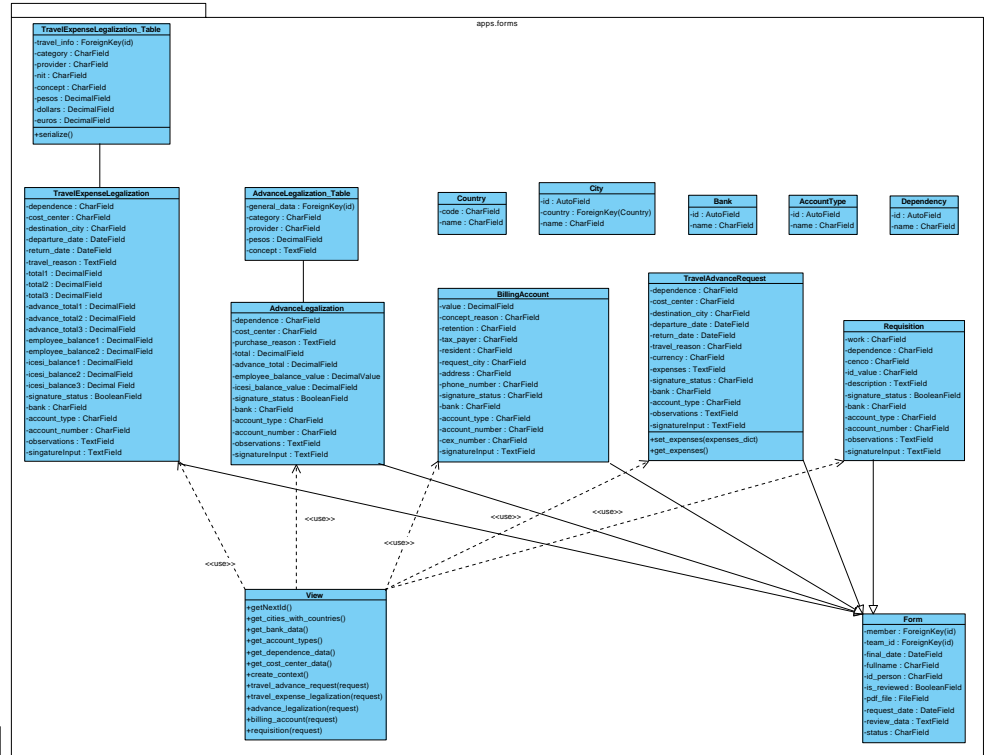 apps.forms
TravelExpenseLegalization_Table
-travel_info : ForeignKey(id)
-category : CharField
-provider : CharField
-nit : CharField
-concept : CharField
-pesos : DecimalField
-dollars : DecimalField
-euros : DecimalField
+serialize()
TravelExpenseLegalization
-dependence : CharField
-cost_center : CharField
-destination_city : CharField
-departure_date : DateField
-return_date : DateField
-travel_reason : TextField
-total1 : DecimalField
-total2 : DecimalField
-total3 : DecimalField
-advance_total1 : DecimalField
-advance_total2 : DecimalField
-advance_total3 : DecimalField
-employee_balance1 : DecimalField
-employee_balance2 : DecimalField
-icesi_balance1 : DecimalField
-icesi_balance2 : DecimalField
-icesi_balance3 : Decimal Field
-signature_status : BooleanField
-bank : CharField
-account_type : CharField
-account_number : CharField
-observations : TextField
-singatureInput : TextField
AdvanceLegalization_Table
-general_data : ForeignKey(id)
-category : CharField
-provider : CharField
-pesos : DecimalField
-concept : TextField
AdvanceLegalization
-dependence : CharField
-cost_center : CharField
-purchase_reason : TextField
-total : DecimalField
-advance_total : DecimalField
-employee_balance_value : DecimalValue
-icesi_balance_value : DecimalField
-signature_status : BooleanField
-bank : CharField
-account_type : CharField
-account_number : CharField
-observations : TextField
-signatureInput : TextField
Country
-code : CharField
-name : CharField
City
-id : AutoField
-country : ForeignKey(Country)
-name : CharField
Bank
-id : AutoField
-name : CharField
AccountType
-id : AutoField
-name : CharField
Dependency
-id : AutoField
-name : CharField
BillingAccount
-value : DecimalField
-concept_reason : CharField
-retention : CharField
-tax_payer : CharField
-resident : CharField
-request_city : CharField
-address : CharField
-phone_number : CharField
-signature_status : CharField
-bank : CharField
-account_type : CharField
-account_number : CharField
-cex_number : CharField
-signatureInput : TextField
TravelAdvanceRequest
-dependence : CharField
-cost_center : CharField
-destination_city : CharField
-departure_date : DateField
-return_date : DateField
-travel_reason : CharField
-currency : CharField
-expenses : TextField
-signature_status : CharField
-bank : CharField
-account_type : CharField
-observations : TextField
-signatureInput : TextField
+set_expenses(expenses_dict)
+get_expenses()
Requisition
-work : CharField
-dependence : CharField
-cenco : CharField
-id_value : CharField
-description : TextField
-signature_status : BooleanField
-bank : CharField
-account_type : CharField
-account_number : CharField
-observations : TextField
-signatureInput : TextField
<<use>>
<<use>>
<<use>>
<<use>>
<<use>>
View
+getNextId()
+get_cities_with_countries()
+get_bank_data()
+get_account_types()
+get_dependence_data()
+get_cost_center_data()
+create_context()
+travel_advance_request(request)
+travel_expense_legalization(request)
+advance_legalization(request)
+billing_account(request)
+requisition(request)
Form
-member : ForeignKey(id)
-team_id : ForeignKey(id)
-final_date : DateField
-fullname : CharField
-id_person : CharField
-is_reviewed : BooleanField
-pdf_file : FileField
-request_date : DateField
-review_data : TextField
-status : CharField